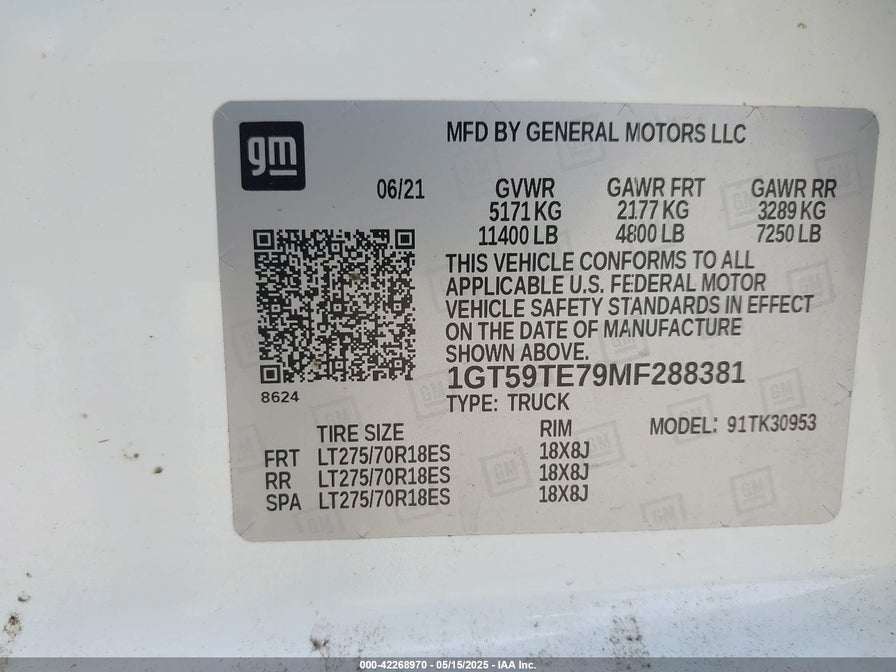 gm
MFD BY GENERAL MOTORS LLC
06/21
GVWR GAWR FRT GAWR RR
5171 KG 2177 KG 3289 KG
11400 LB 4800 LB 7250 LB
THIS VEHICLE CONFORMS TO ALL
APPLICABLE U.S. FEDERAL MOTOR
VEHICLE SAFETY STANDARDS IN EFFECT
ON THE DATE OF MANUFACTURE
SHOWN ABOVE.
1GT59TE79MF288381
8624
TYPE: TRUCK
TIRE SIZE RIM MODEL: 91TK30953
FRT LT275/70R18ES 18X8J
RR LT275/70R18ES 18X8J
SPA LT275/70R18ES 18X8J
000-42268970 - 05/15/2025 - IAA Inc.